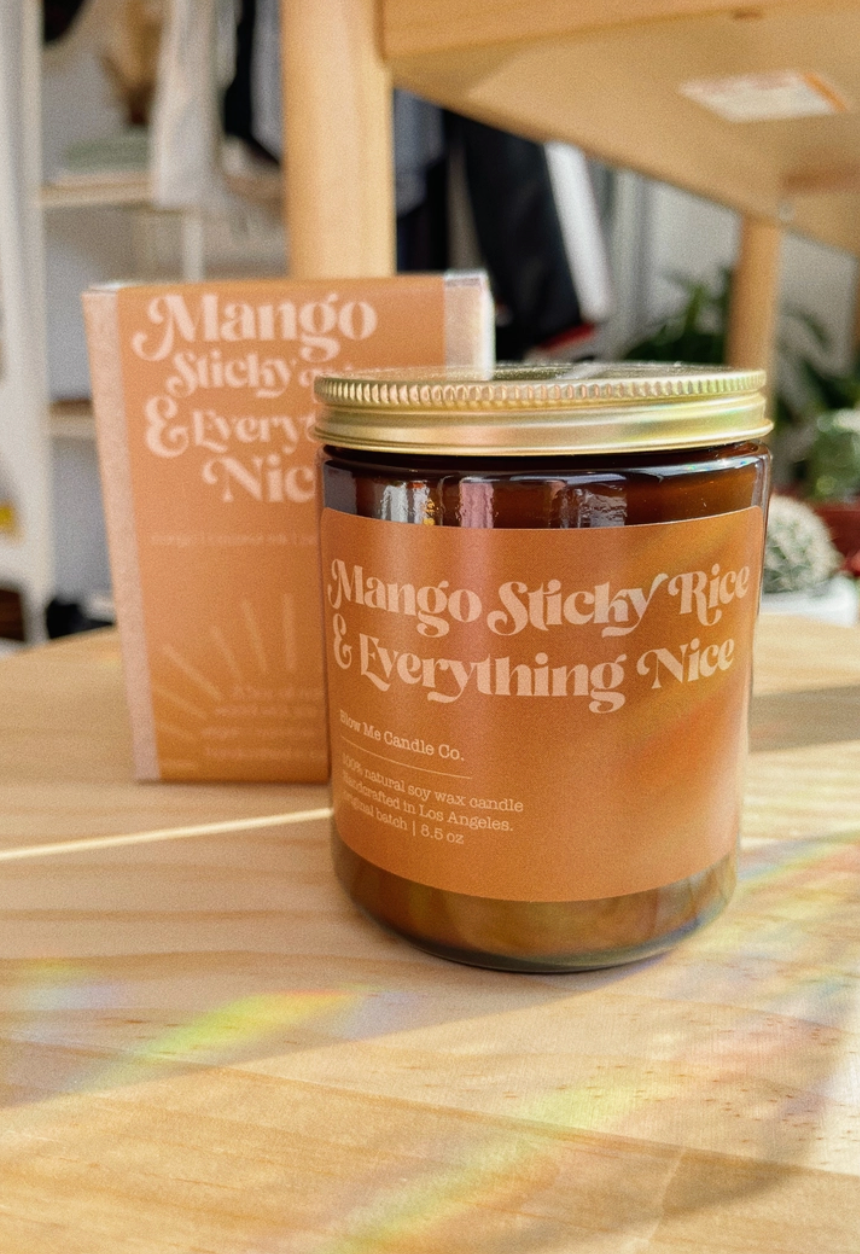 Mango
Sticky
& Everyt
Nic
Mango Sticky Rice
& Everything Nice
Blow Me Candle Co.
100% natural soy wax candle
Handcrafted in Los Angeles.
original batch | 8.5 oz